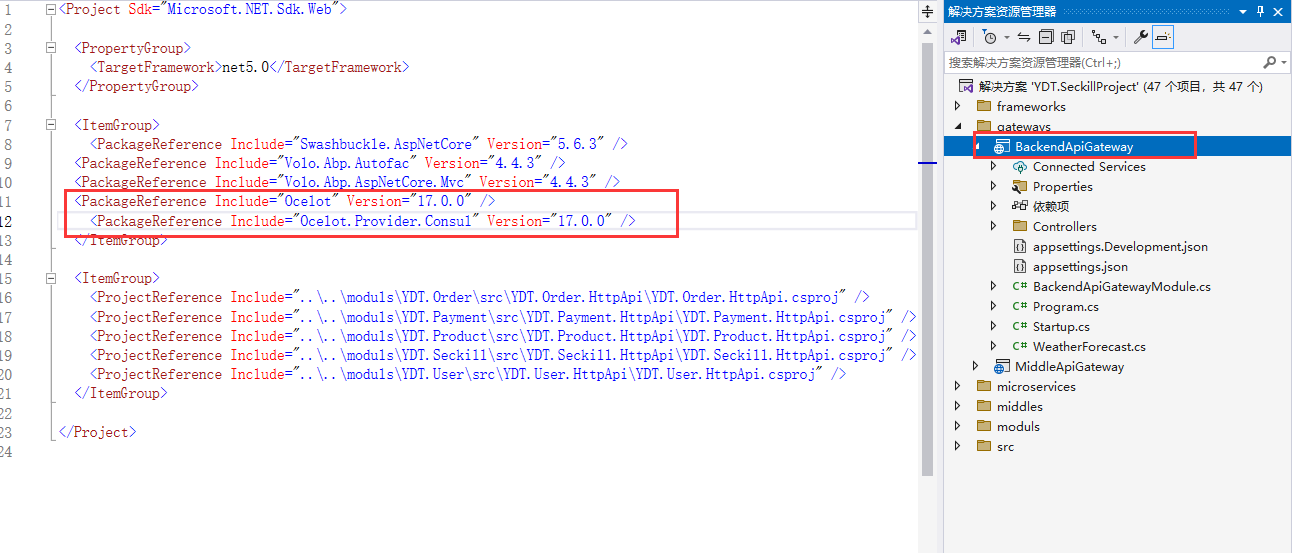 1 <Project Sdk="Microsoft.NET.Sdk.Web">
2
3 <PropertyGroup>
4 <TargetFramework>net5.0</TargetFramework>
5 </PropertyGroup>
6
7 <ItemGroup>
8 <PackageReference Include="Swashbuckle.AspNetCore" Version="5.6.3" />
9 <PackageReference Include="Volo.Abp.Autofac" Version="4.4.3" />
10 <PackageReference Include="Volo.Abp.AspNetCore.Mvc" Version="4.4.3" />
11 <PackageReference Include="Ocelot" Version="17.0.0" />
12 <PackageReference Include="Ocelot.Provider.Consul" Version="17.0.0" />
13 </ItemGroup>
14
15 <ItemGroup>
16 <ProjectReference Include="..\..\moduls\YDT.Order\src\YDT.Order.HttpApi\YDT.Order.HttpApi.csproj" />
17 <ProjectReference Include="..\..\moduls\YDT.Payment\src\YDT.Payment.HttpApi\YDT.Payment.HttpApi.csproj" />
18 <ProjectReference Include="..\..\moduls\YDT.Product\src\YDT.Product.HttpApi\YDT.Product.HttpApi.csproj" />
19 <ProjectReference Include="..\..\moduls\YDT.Seckill\src\YDT.Seckill.HttpApi\YDT.Seckill.HttpApi.csproj" />
20 <ProjectReference Include="..\..\moduls\YDT.User\src\YDT.User.HttpApi\YDT.User.HttpApi.csproj" />
21 </ItemGroup>
22
23 </Project>
24
解决方案资源管理器
搜索解决方案资源管理器(Ctrl+;)
解决方案 'YDT.SeckillProject' (47 个项目，共 47 个)
frameworks
gateways
BackendApiGateway
Connected Services
Properties
依赖项
Controllers
appsettings.Development.json
appsettings.json
C# BackendApiGatewayModule.cs
C# Program.cs
C# Startup.cs
C# WeatherForecast.cs
MiddleApiGateway
microservices
middles
moduls
src